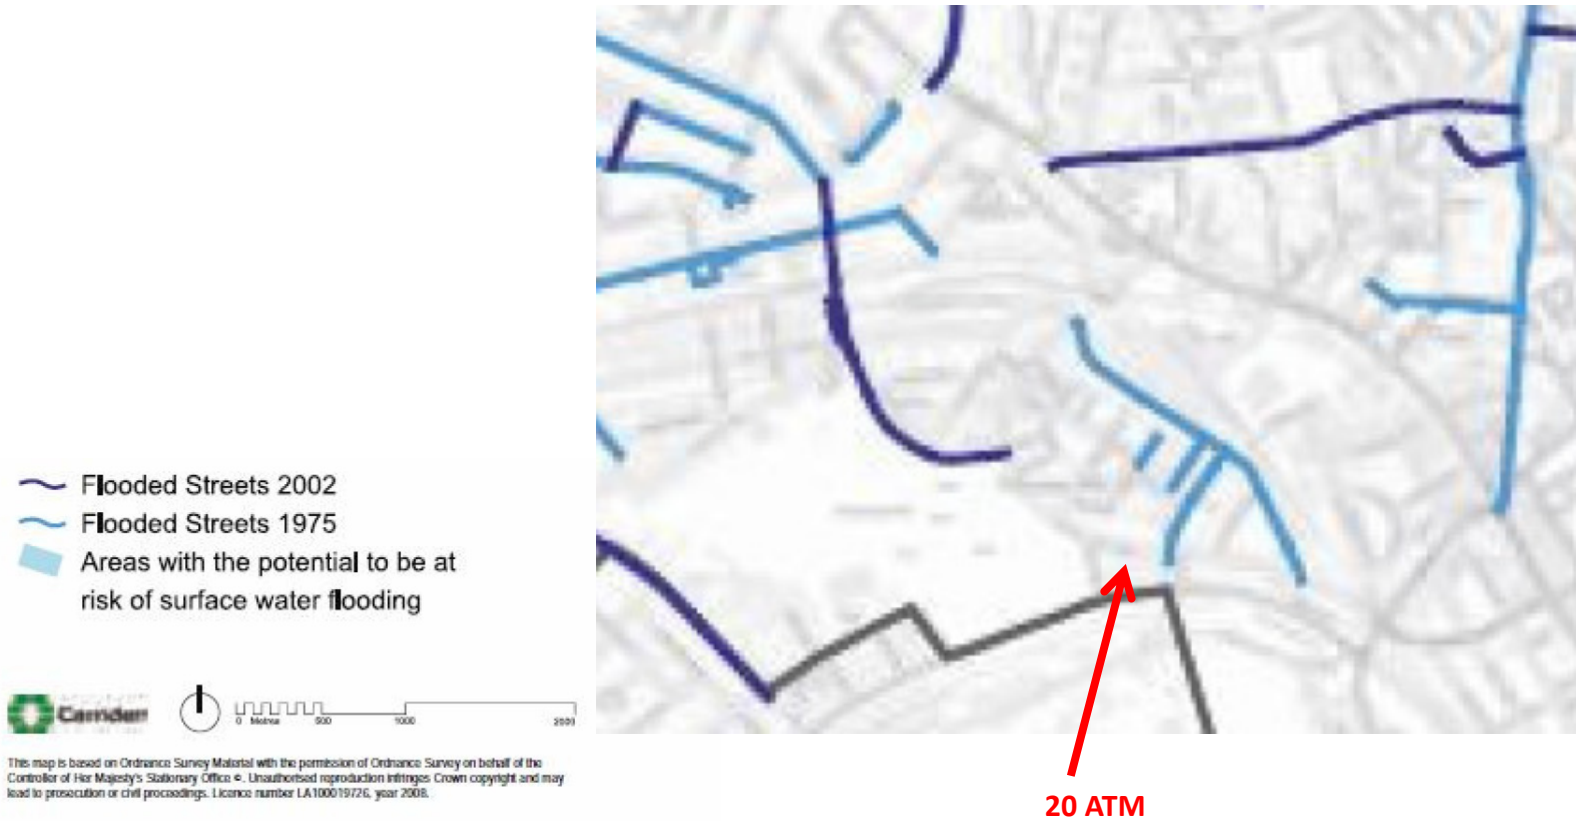 Flooded Streets 2002
Flooded Streets 1975
Areas with the potential to be at
risk of surface water flooding
Camden
0 Metres 500 1000 2000
This map is based on Ordnance Survey Material with the permission of Ordnance Survey on behalf of the
Controller of Her Majesty's Stationary Office ©. Unauthorised reproduction infringes Crown copyright and may
lead to prosecution or civil proceedings. Licence number LA100019726, year 2008.
20 ATM